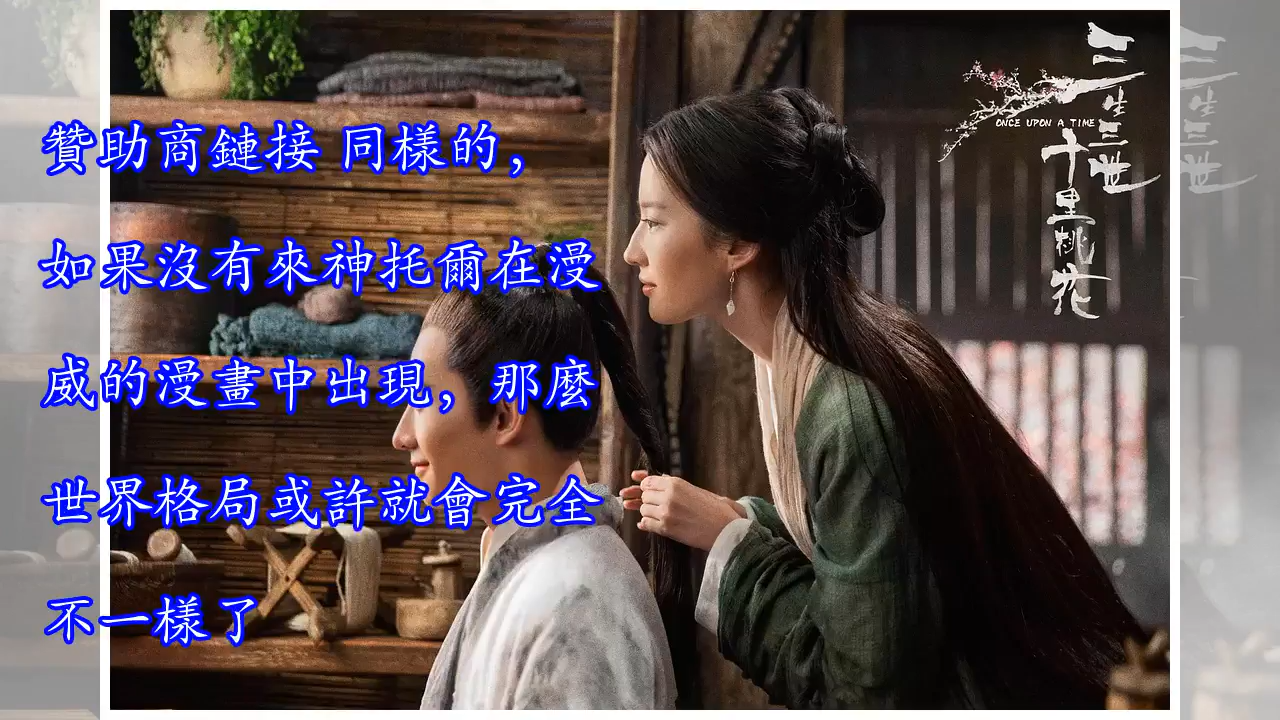 贊助商鏈接 同樣的，
如果沒有來神托爾在漫
威的漫畫中出現，那麼
世界格局或許就會完全
不一樣了
三生三世
十里桃花
ONCE UPON A TIME